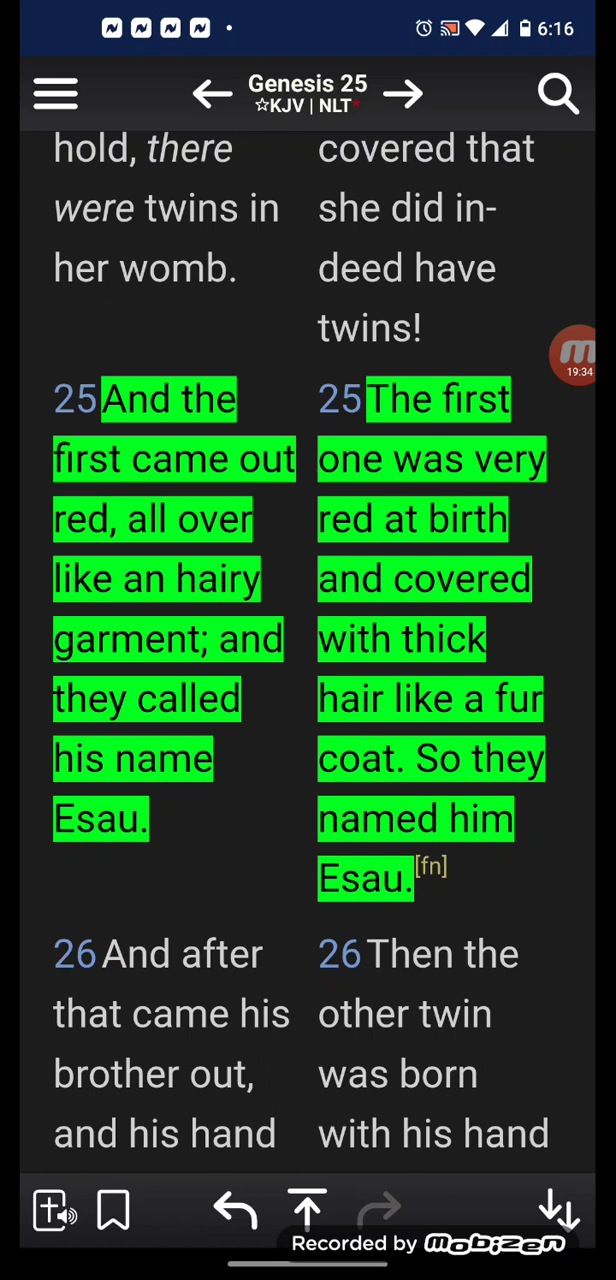 6:16
Genesis 25
☆KJV | NLT*
hold, there
were twins in
her womb.
25 And the
first came out
red, all over
like an hairy
garment; and
they called
his name
Esau.
26 And after
that came his
brother out,
and his hand
covered that
she did in-
deed have
twins!
25 The first
one was very
red at birth
and covered
with thick
hair like a fur
coat. So they
named him
Esau.[fn]
26 Then the
other twin
was born
with his hand
m
19:34
Recorded by mobizen